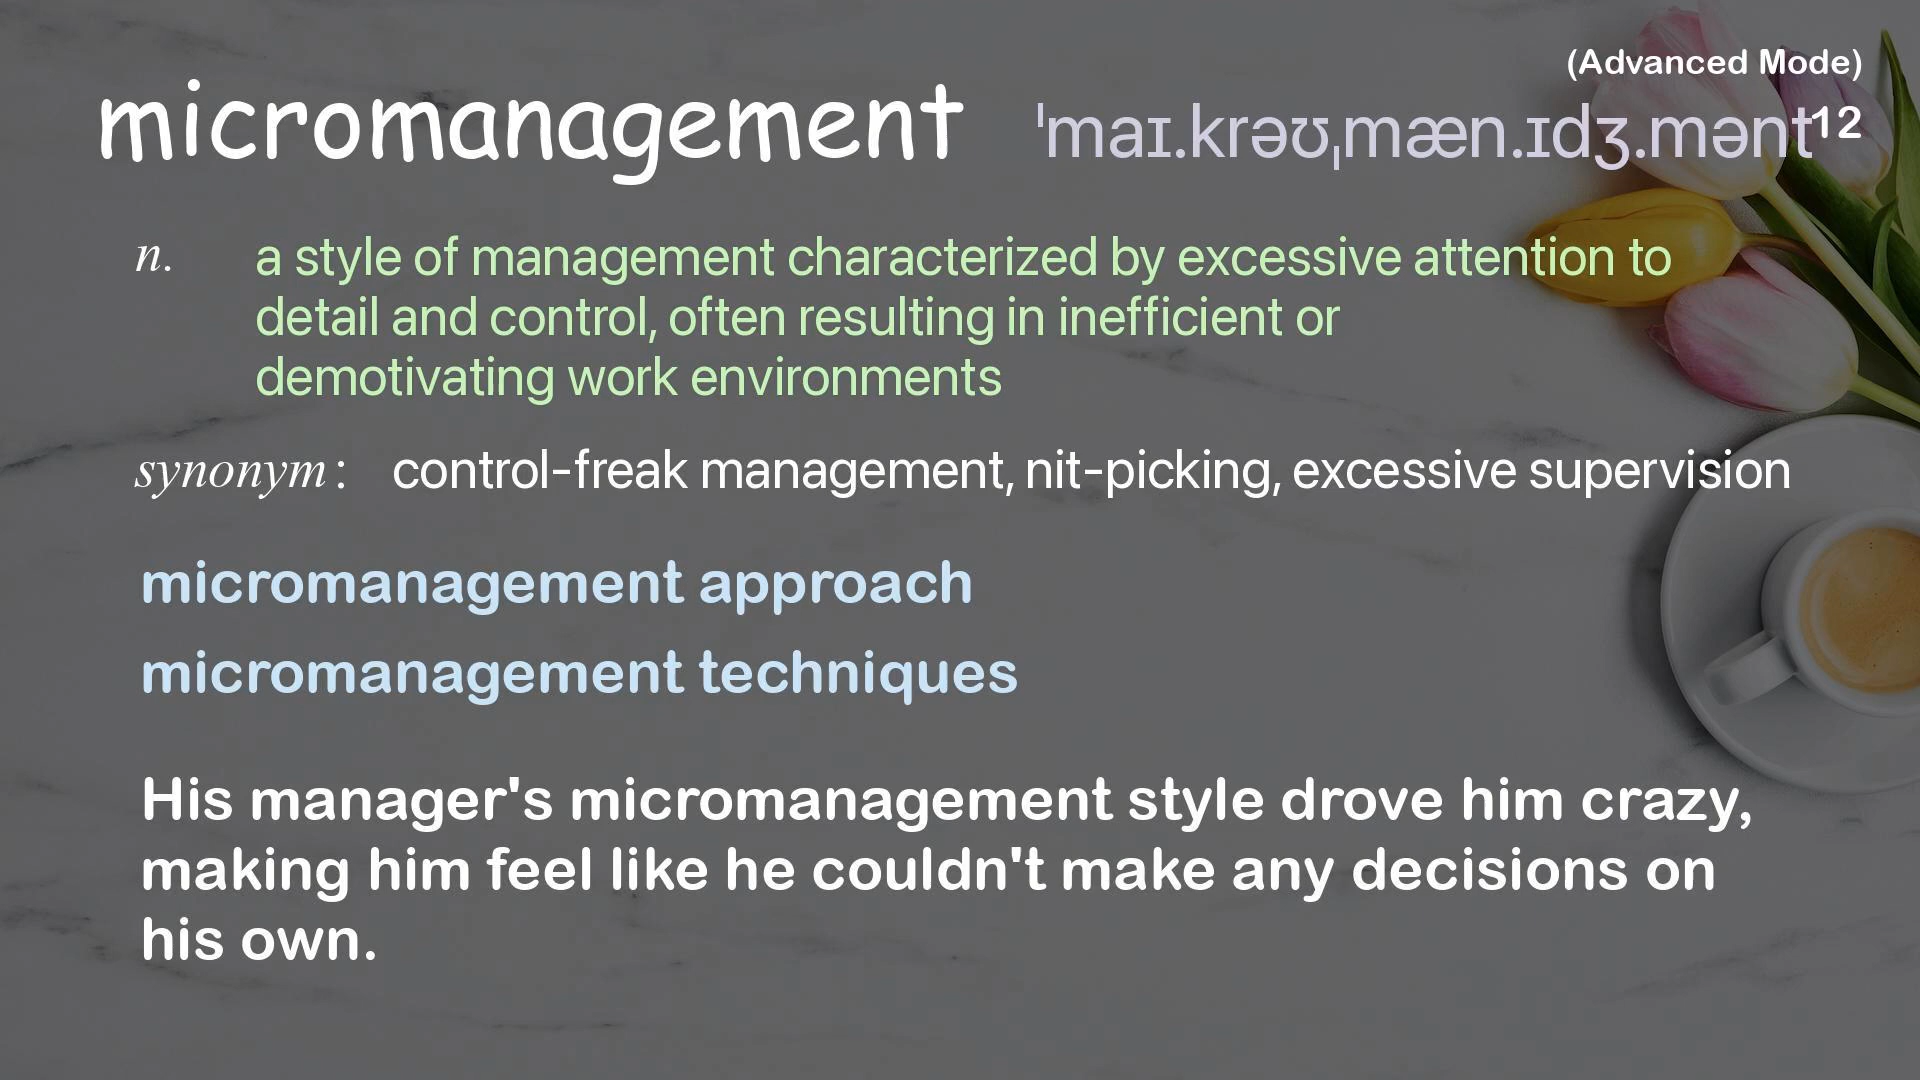 (Advanced Mode)
micromanagement ˈmaɪ.krəʊˌmæn.ɪdʒ.mənt 12
n. a style of management characterized by excessive attention to
detail and control, often resulting in inefficient or
demotivating work environments
synonym: control-freak management, nit-picking, excessive supervision
micromanagement approach
micromanagement techniques
His manager's micromanagement style drove him crazy,
making him feel like he couldn't make any decisions on
his own.